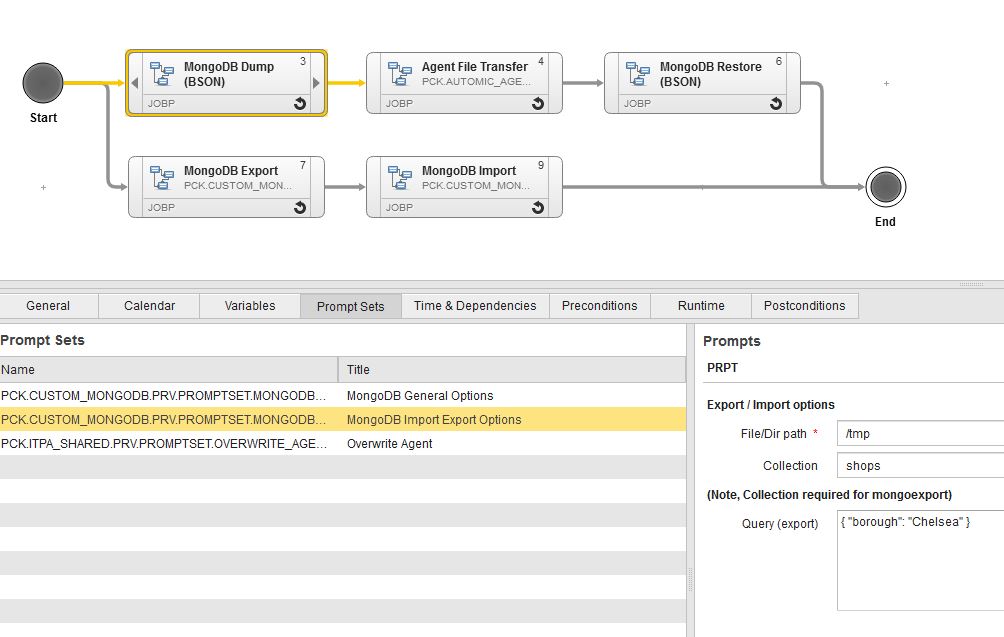 MongoDB Dump
(BSON)
3
JOBP
Agent File Transfer
4
PCK.AUTOMIC_AGE...
JOBP
MongoDB Restore
(BSON)
6
JOBP
Start
MongoDB Export
7
PCK.CUSTOM_MON...
JOBP
MongoDB Import
9
PCK.CUSTOM_MON...
JOBP
End
General Calendar Variables Prompt Sets Time & Dependencies Preconditions Runtime Postconditions
Prompt Sets
Name Title
PCK.CUSTOM_MONGODB.PRV.PROMPTSET.MONGODB... MongoDB General Options
PCK.CUSTOM_MONGODB.PRV.PROMPTSET.MONGODB... MongoDB Import Export Options
PCK.ITPA_SHARED.PRV.PROMPTSET.OVERWRITE_AGE... Overwrite Agent
Prompts
PRPT
Export / Import options
File/Dir path * /tmp
Collection shops
(Note, Collection required for mongoexport)
Query (export) { "borough": "Chelsea" }